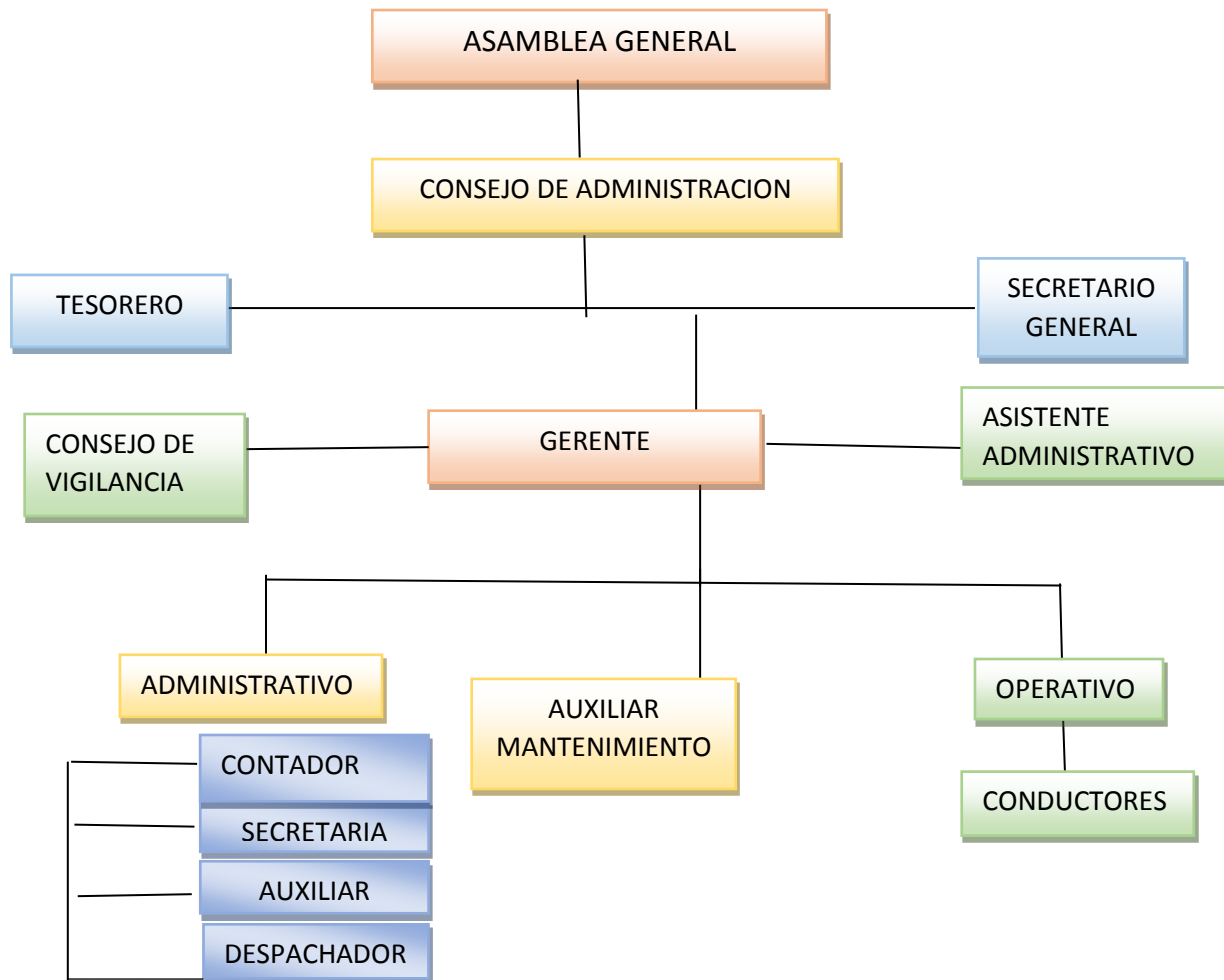 ASAMBLEA GENERAL
CONSEJO DE ADMINISTRACION
TESORERO
SECRETARIO
GENERAL
CONSEJO DE
VIGILANCIA
GERENTE
ASISTENTE
ADMINISTRATIVO
ADMINISTRATIVO
AUXILIAR
MANTENIMIENTO
OPERATIVO
CONTADOR
SECRETARIA
AUXILIAR
DESPACHADOR
CONDUCTORES